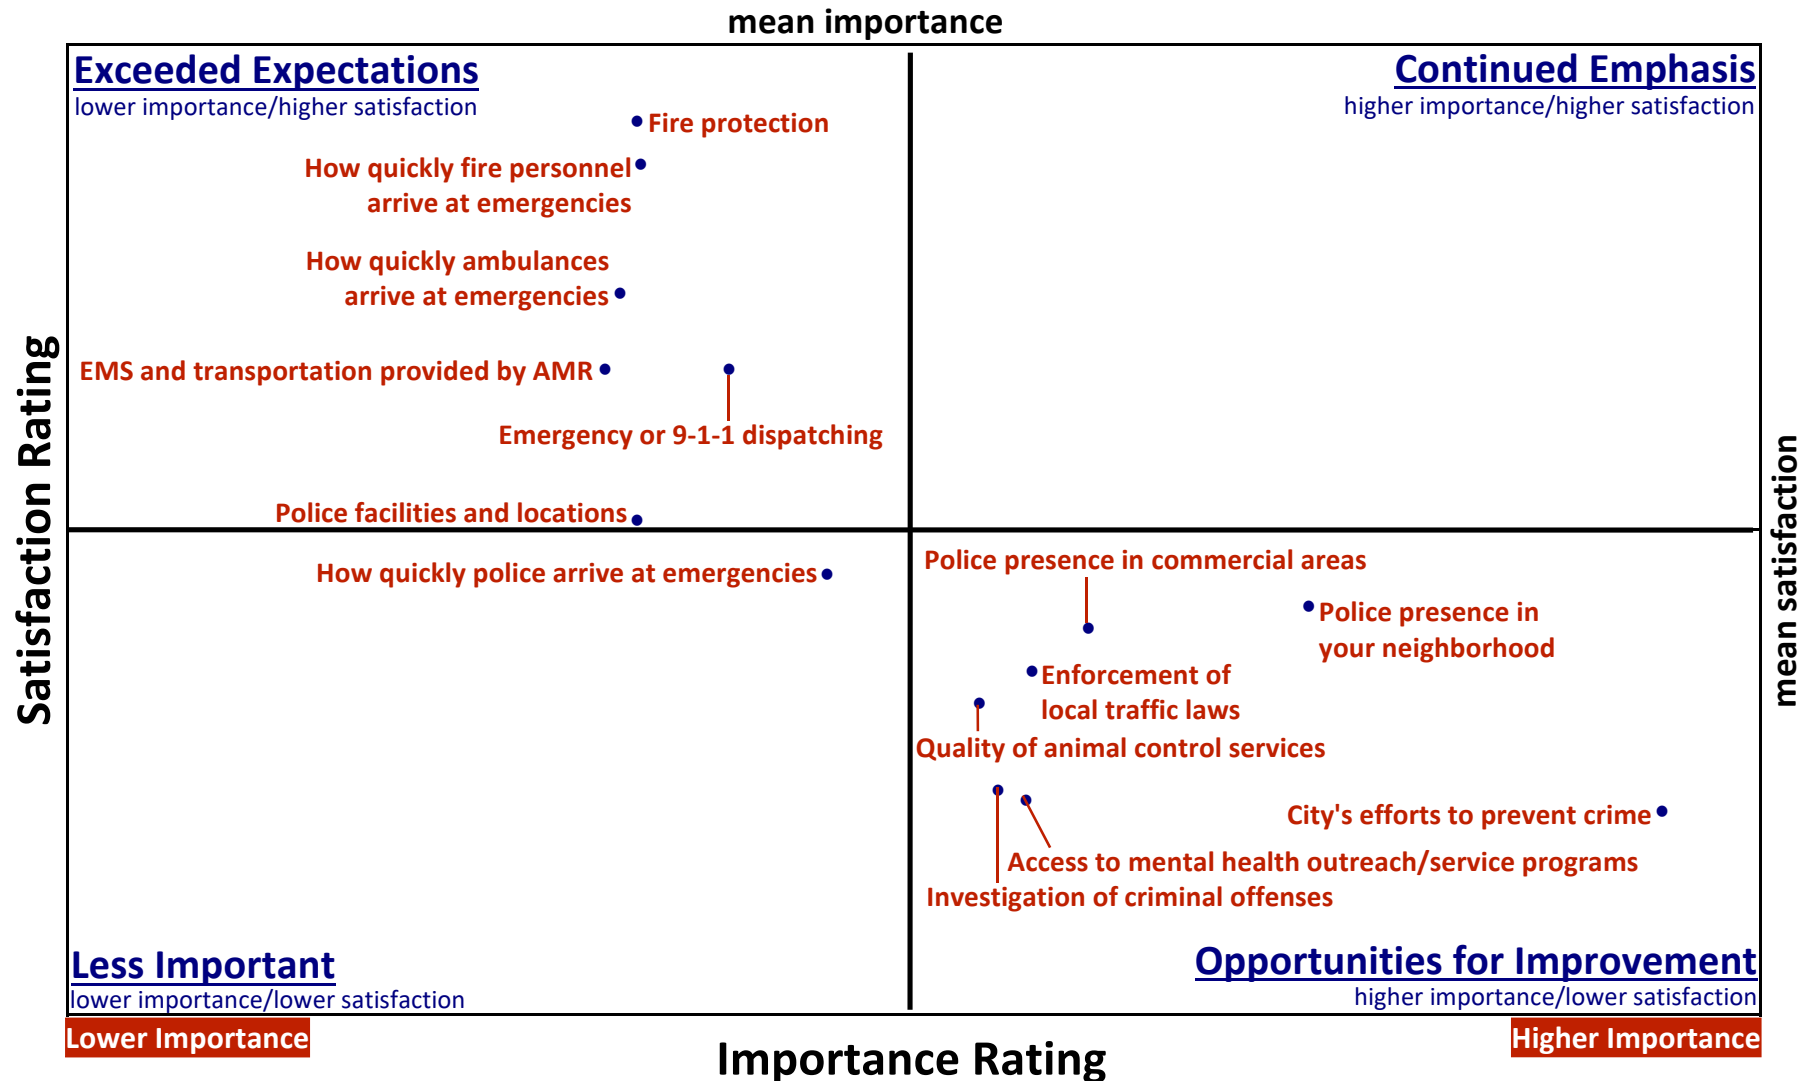 mean importance
Exceeded Expectations
lower importance/higher satisfaction
Continued Emphasis
higher importance/higher satisfaction
Fire protection
How quickly fire personnel
arrive at emergencies
How quickly ambulances
arrive at emergencies
EMS and transportation provided by AMR
Emergency or 9-1-1 dispatching
Police facilities and locations
Satisfaction Rating
mean satisfaction
How quickly police arrive at emergencies
Police presence in commercial areas
Police presence in
your neighborhood
Enforcement of
local traffic laws
Quality of animal control services
City's efforts to prevent crime
Access to mental health outreach/service programs
Investigation of criminal offenses
Less Important
lower importance/lower satisfaction
Opportunities for Improvement
higher importance/lower satisfaction
Lower Importance
Importance Rating
Higher Importance